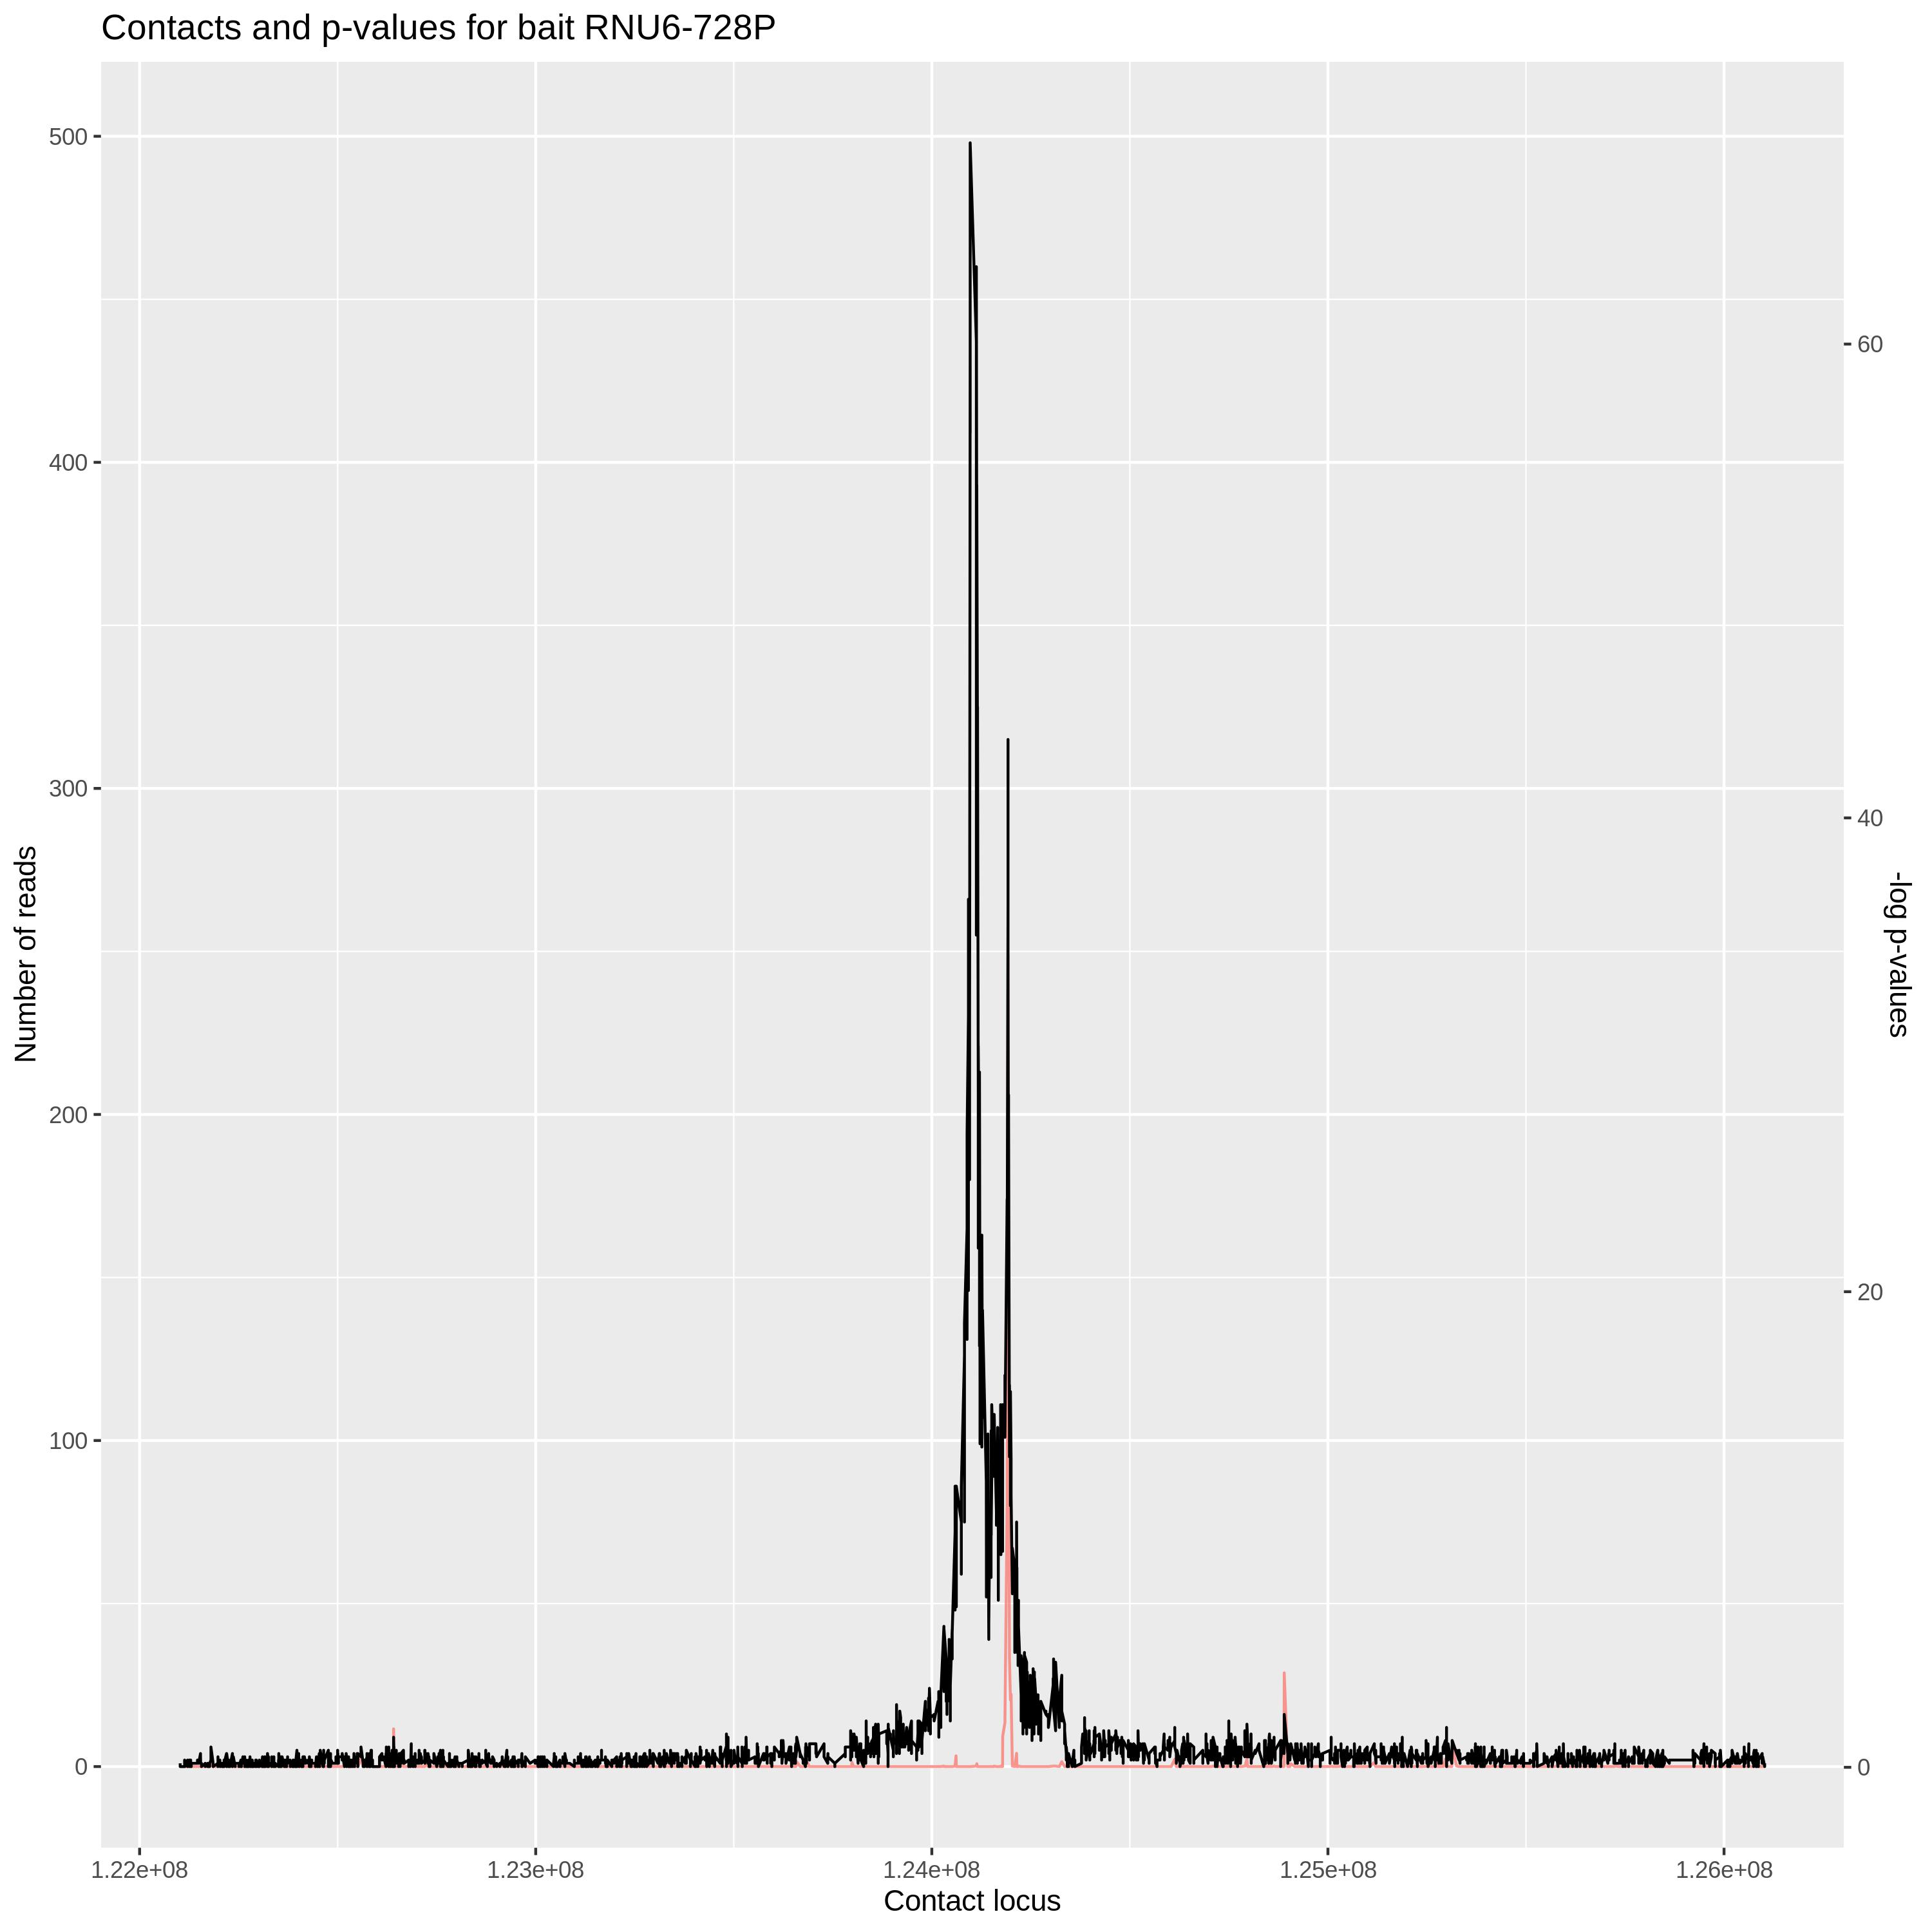 Contacts and p-values for bait RNU6-728P
500
400
300
200
100
0
Number of reads
60
40
20
0
-log p-values
1.22e+08
1.23e+08
1.24e+08
1.25e+08
1.26e+08
Contact locus